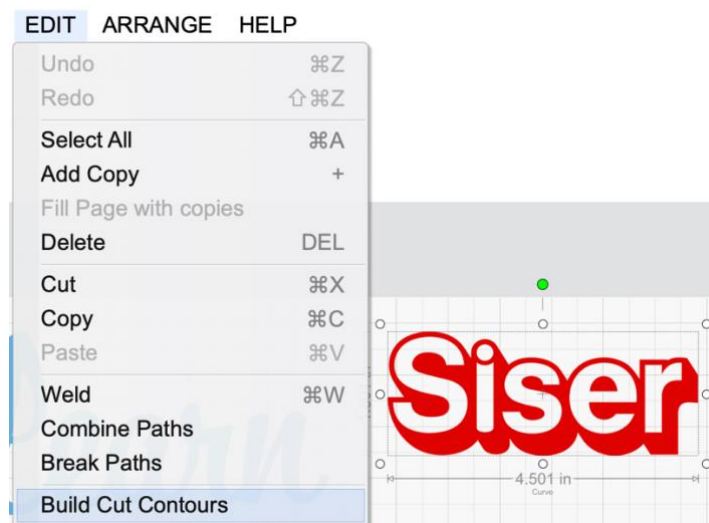 EDIT ARRANGE HELP
Undo ⌘Z
Redo ⇧⌘Z
Select All ⌘A
Add Copy +
Fill Page with copies
Delete DEL
Cut ⌘X
Copy ⌘C
Paste ⌘V
Weld ⌘W
Combine Paths
Break Paths
Build Cut Contours
Siser
4.501 in
Curve